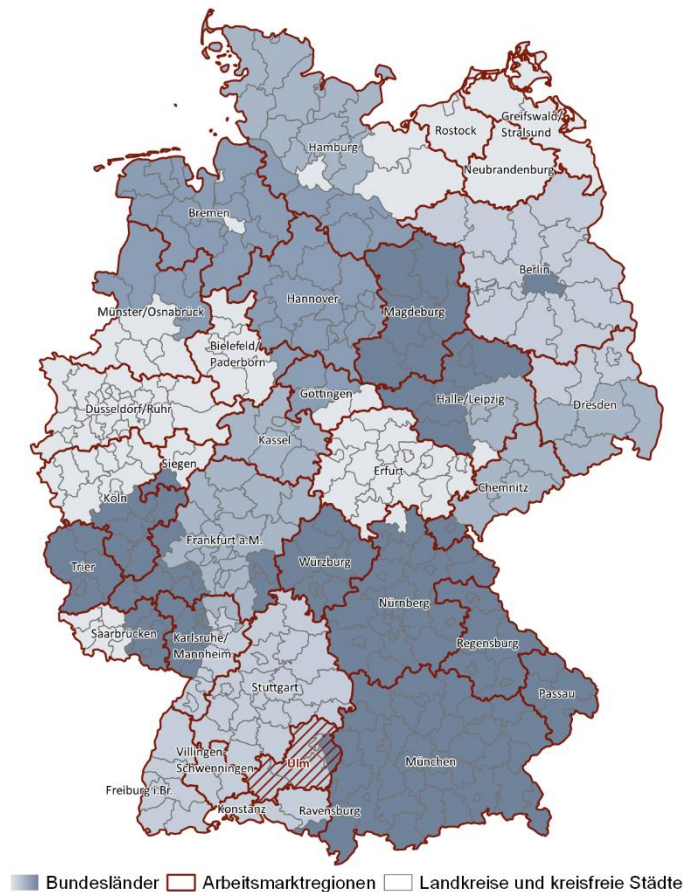 Greifswald/
Stralsund
Rostock
Hamburg
Neubrandenburg
Bremen
Berlin
Hannover
Magdeburg
Münster/Osnabrück
Bielefeld/
Paderborn
Göttingen
Halle/Leipzig
Düsseldorf/Ruhr
Dresden
Kassel
Siegen
Erfurt
Köln
Chemnitz
Frankfurt a.M.
Trier
Würzburg
Nürnberg
Saarbrücken
Karlsruhe/
Mannheim
Regensburg
Stuttgart
Passau
Villingen-
Schwenningen
Ulm
München
Freiburg i.Br.
Konstanz
Ravensburg
Bundesländer Arbeitsmarktregionen Landkreise und kreisfreie Städte